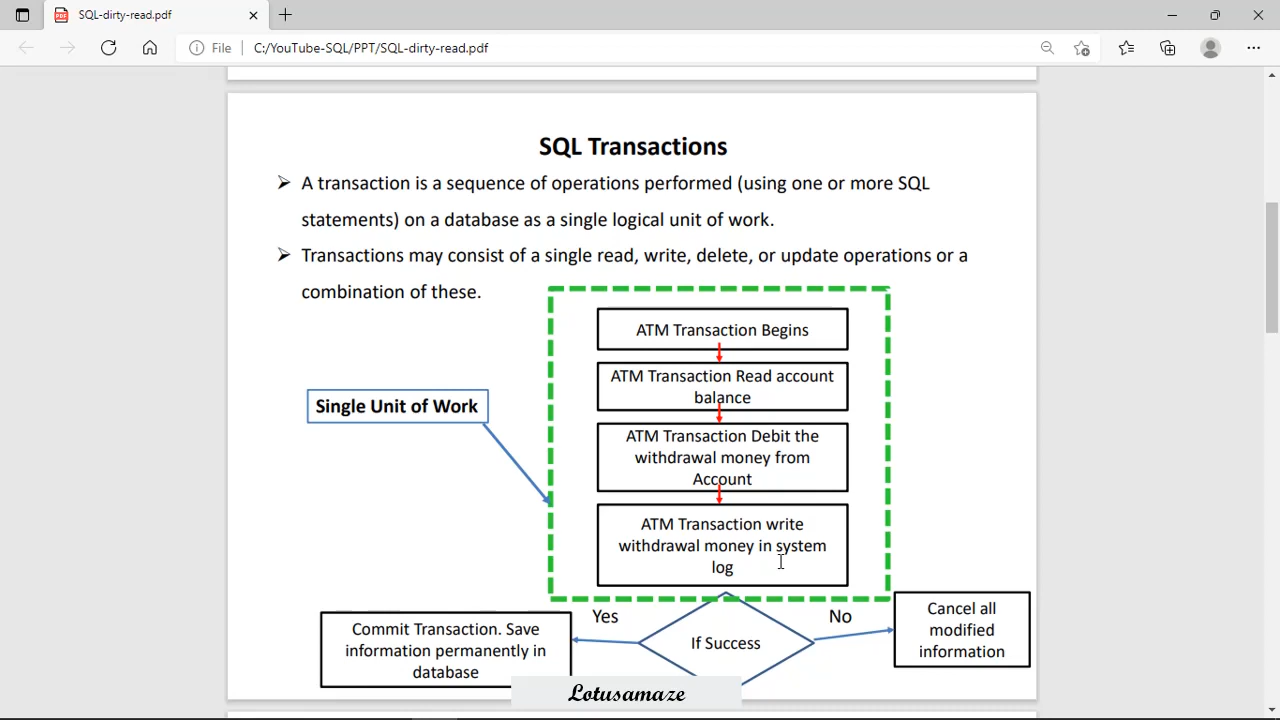 SQL-dirty-read.pdf
File
C:/YouTube-SQL/PPT/SQL-dirty-read.pdf
SQL Transactions
A transaction is a sequence of operations performed (using one or more SQL
statements) on a database as a single logical unit of work.
Transactions may consist of a single read, write, delete, or update operations or a
combination of these.
ATM Transaction Begins
ATM Transaction Read account
balance
Single Unit of Work
ATM Transaction Debit the
withdrawal money from
Account
ATM Transaction write
withdrawal money in system
log
Yes
If Success
No
Commit Transaction. Save
information permanently in
database
Cancel all
modified
information
Lotusamaze